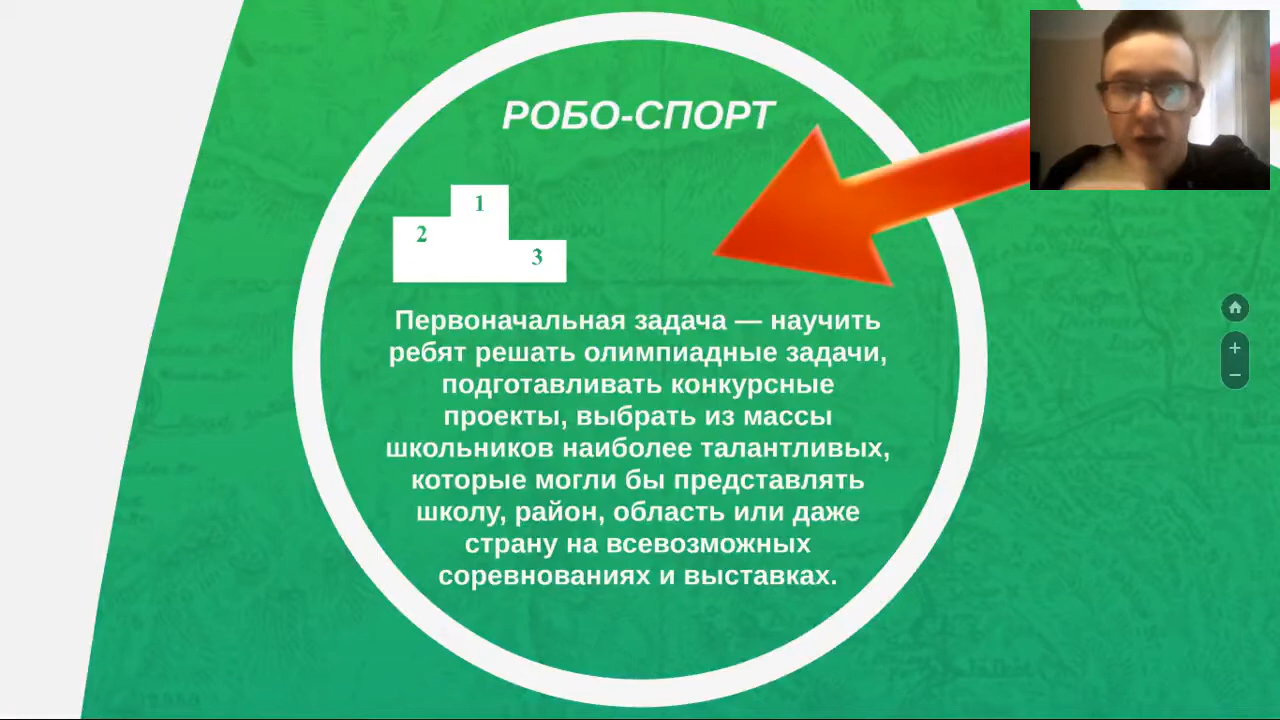 РОБО-СПОРТ
1
2
3
Первоначальная задача — научить
ребят решать олимпиадные задачи,
подготавливать конкурсные
проекты, выбрать из массы
школьников наиболее талантливых,
которые могли бы представлять
школу, район, область или даже
страну на всевозможных
соревнованиях и выставках.